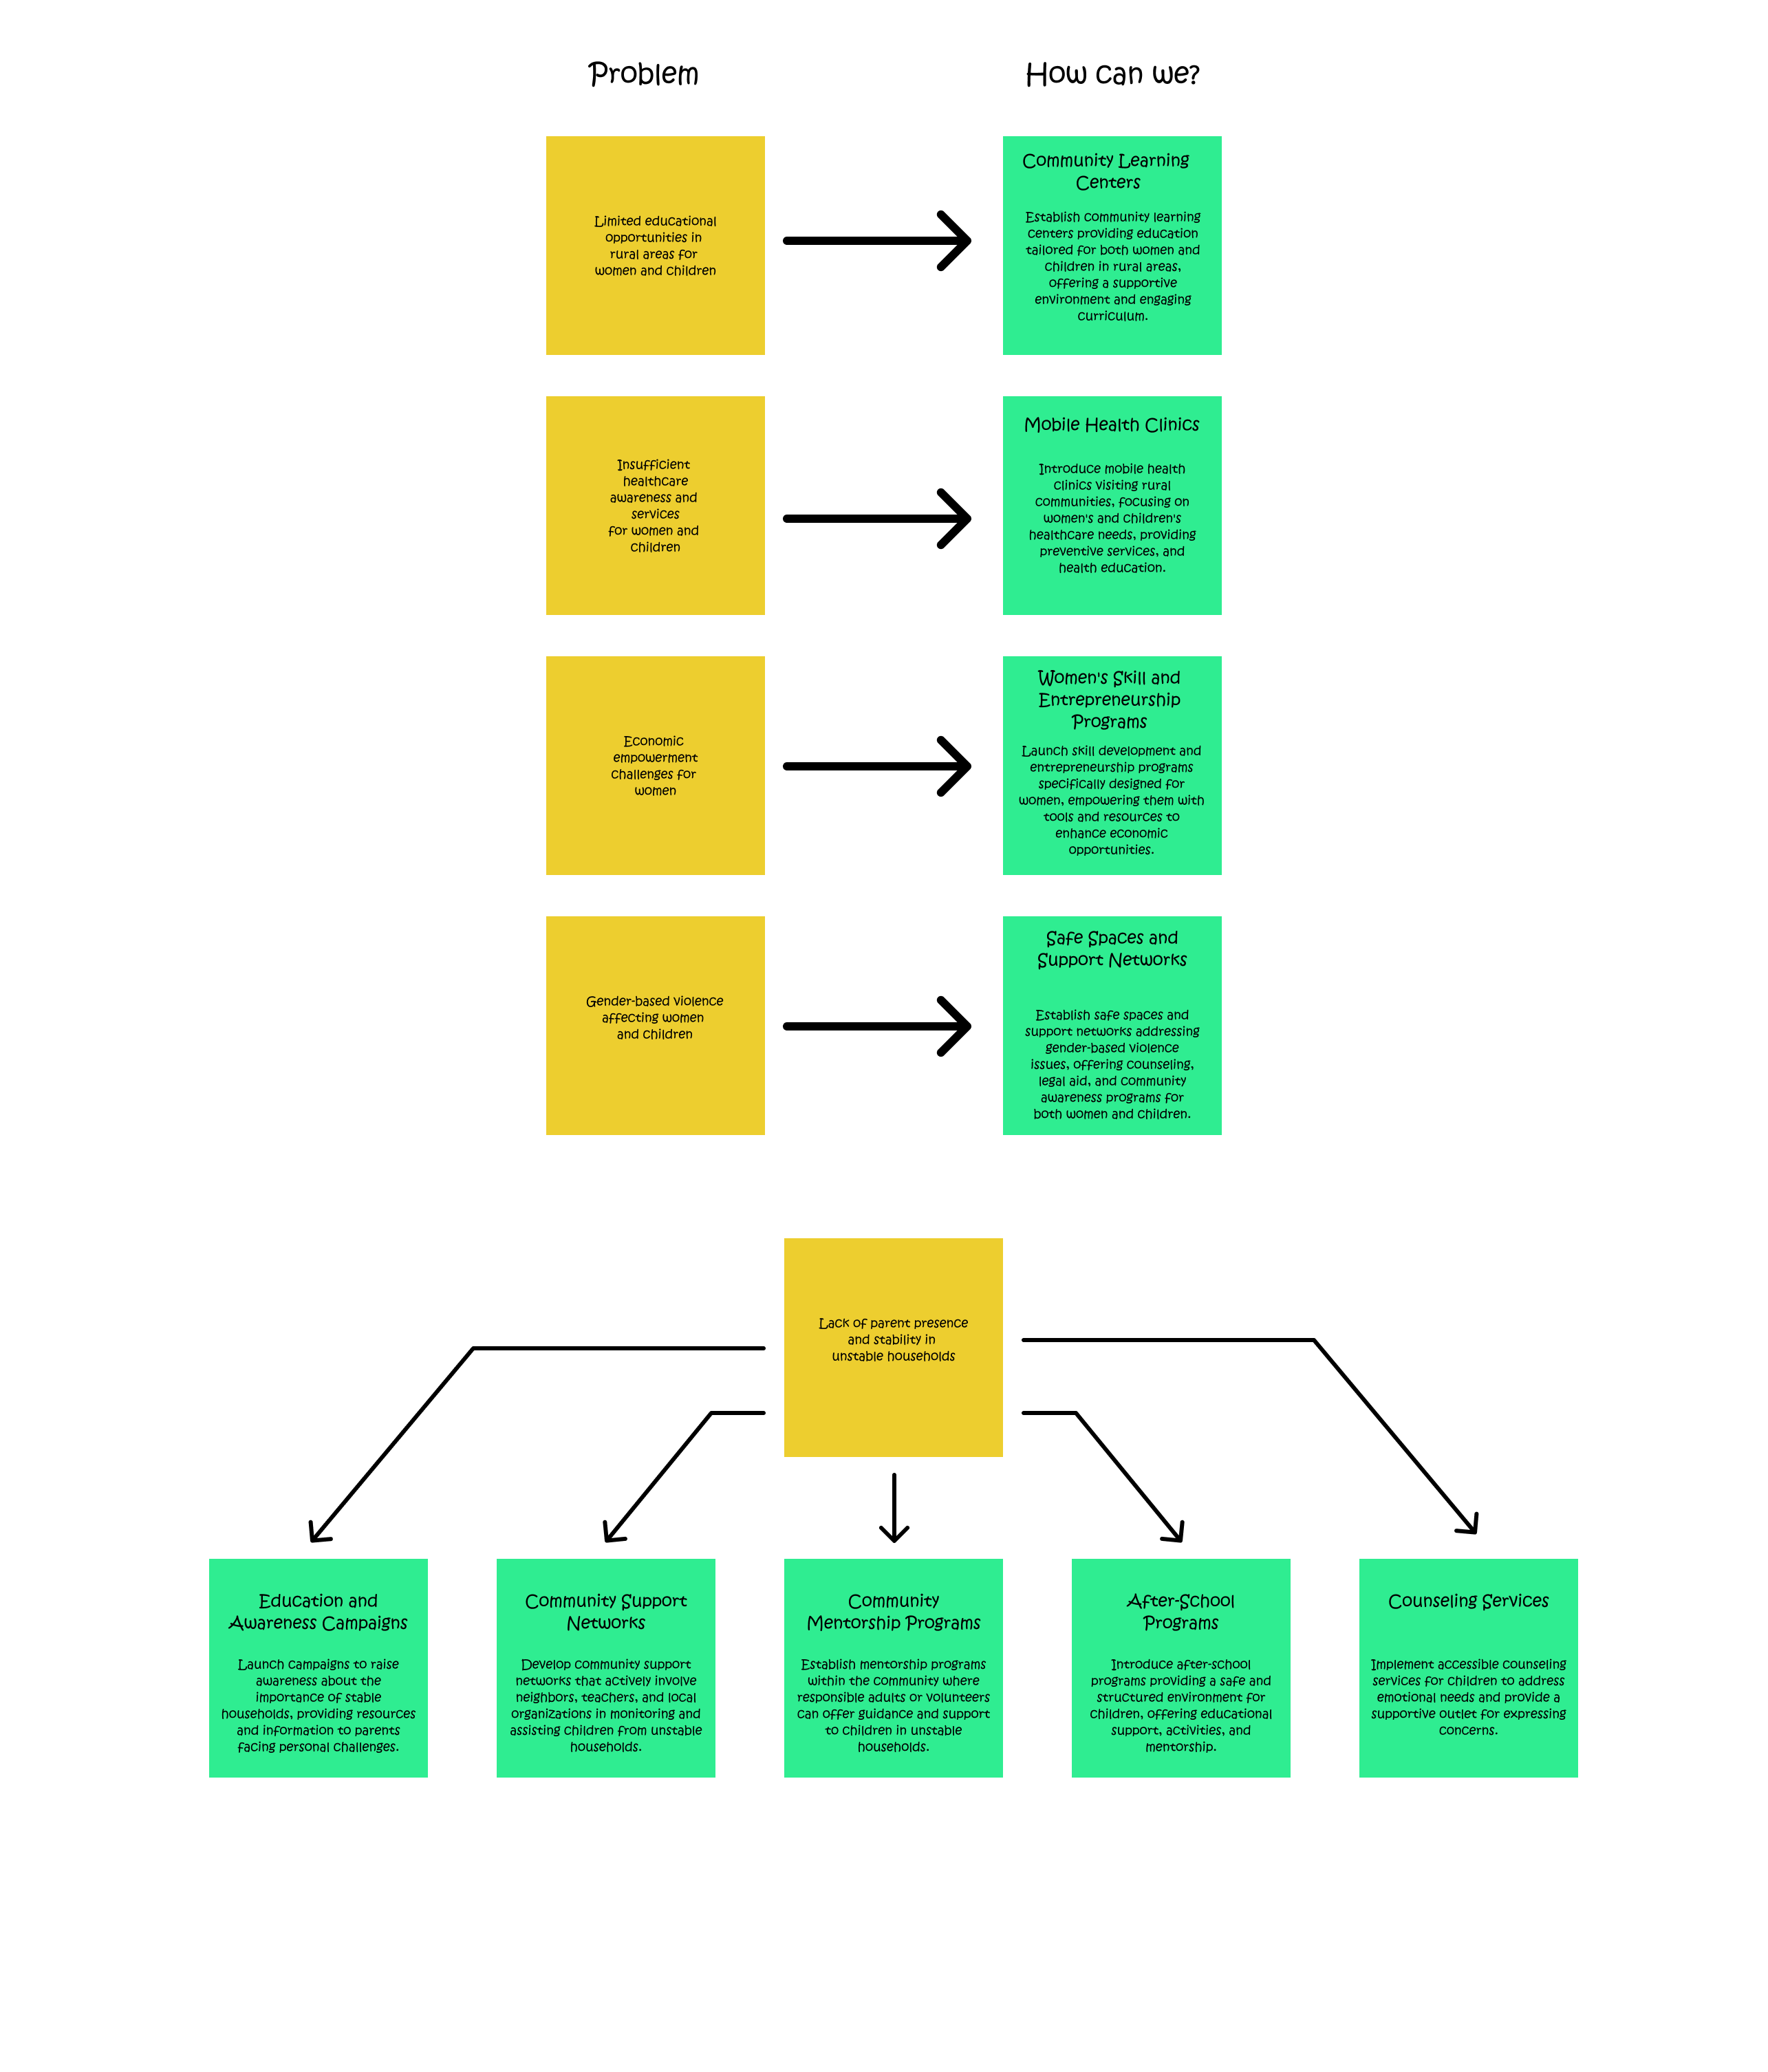 Problem
How can we?
Limited educational
opportunities in
rural areas for
women and children
Community Learning
Centers
Establish community learning
centers providing education
tailored for both women and
children in rural areas,
offering a supportive
environment and engaging
curriculum.
Insufficient
healthcare
awareness and
services
for women and
children
Mobile Health Clinics
Introduce mobile health
clinics visiting rural
communities, focusing on
women's and children's
healthcare needs, providing
preventive services, and
health education.
Economic
empowerment
challenges for
women
Women's Skill and
Entrepreneurship
Programs
Launch skill development and
entrepreneurship programs
specifically designed for
women, empowering them with
tools and resources to
enhance economic
opportunities.
Gender-based violence
affecting women
and children
Safe Spaces and
Support Networks
Establish safe spaces and
support networks addressing
gender-based violence
issues, offering counseling,
legal aid, and community
awareness programs for
both women and children.
Lack of parent presence
and stability in
unstable households
Education and
Awareness Campaigns
Launch campaigns to raise
awareness about the
importance of stable
households, providing resources
and information to parents
facing personal challenges.
Community Support
Networks
Develop community support
networks that actively involve
neighbors, teachers, and local
organizations in monitoring and
assisting children from unstable
households.
Community
Mentorship Programs
Establish mentorship programs
within the community where
responsible adults or volunteers
can offer guidance and support
to children in unstable
households.
After-School
Programs
Introduce after-school
programs providing a safe and
structured environment for
children, offering educational
support, activities, and
mentorship.
Counseling Services
Implement accessible counseling
services for children to address
emotional needs and provide a
supportive outlet for expressing
concerns.